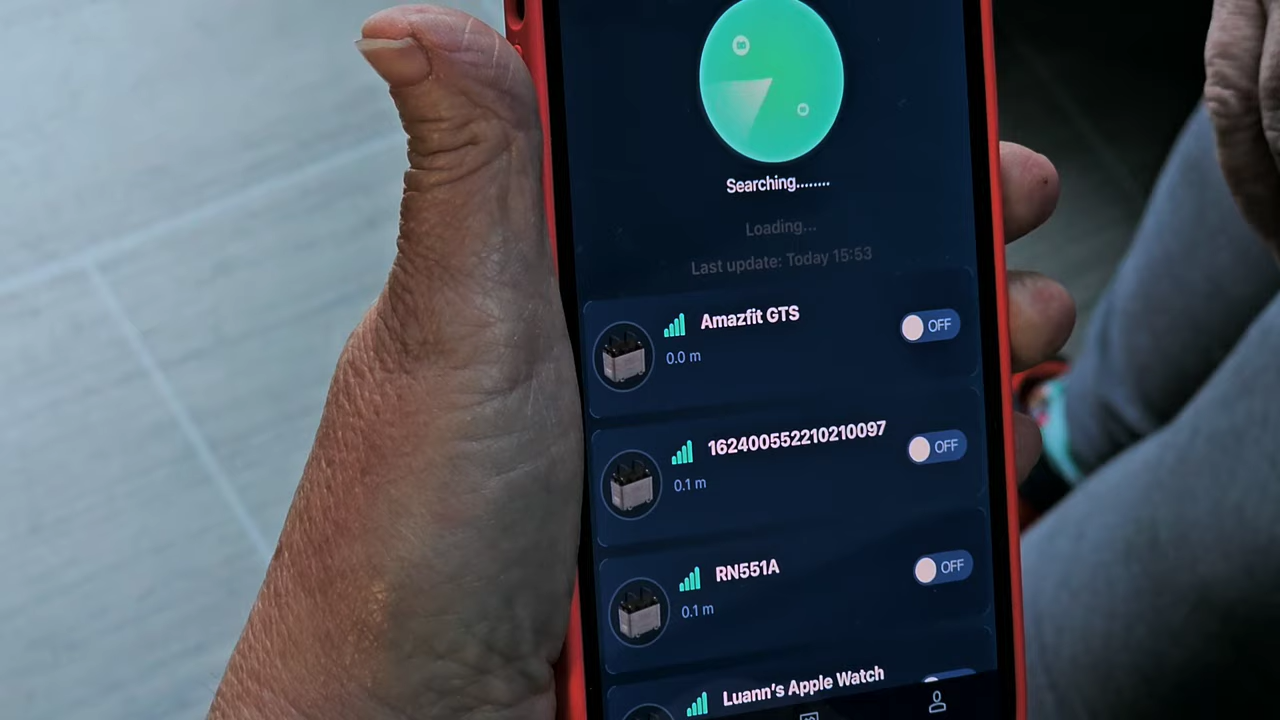 Searching........
Loading...
Last update: Today 15:53
Amazfit GTS
OFF
0.0 m
162400552210210097
OFF
0.1 m
RN551A
OFF
0.1 m
Luann's Apple Watch